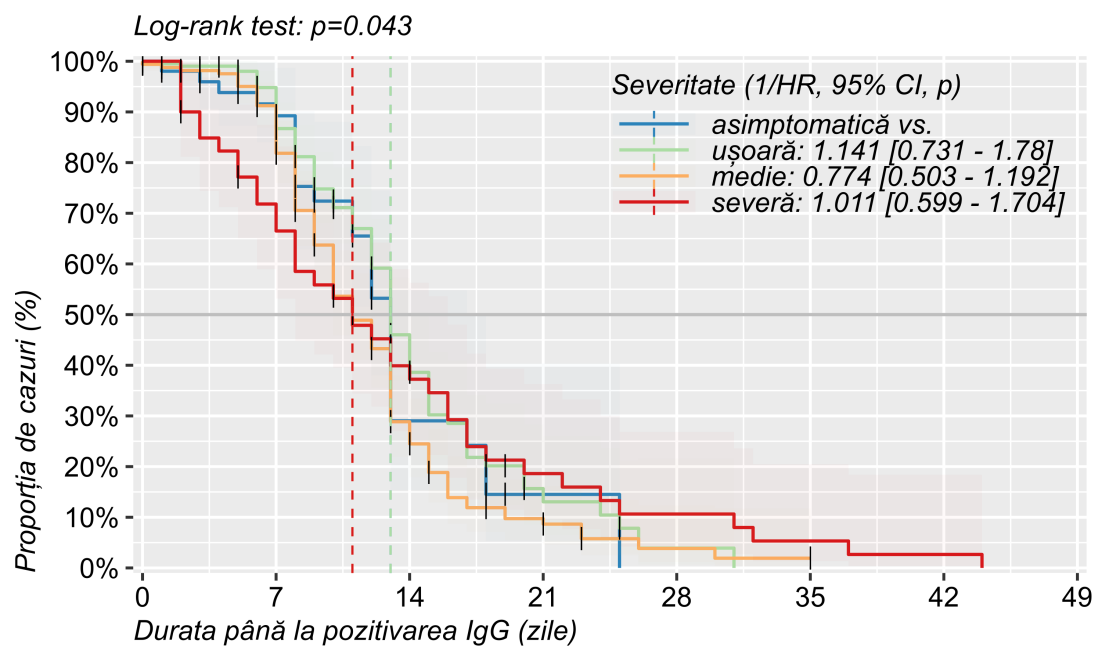 Log-rank test: p=0.043
Severitate (1/HR, 95% CI, p)
asimptomatică vs.
ușoară: 1.141 [0.731 - 1.78]
medie: 0.774 [0.503 - 1.192]
severă: 1.011 [0.599 - 1.704]
Proporția de cazuri (%)
100%
90%
80%
70%
60%
50%
40%
30%
20%
10%
0%
0 7 14 21 28 35 42 49
Durata până la pozitivarea IgG (zile)